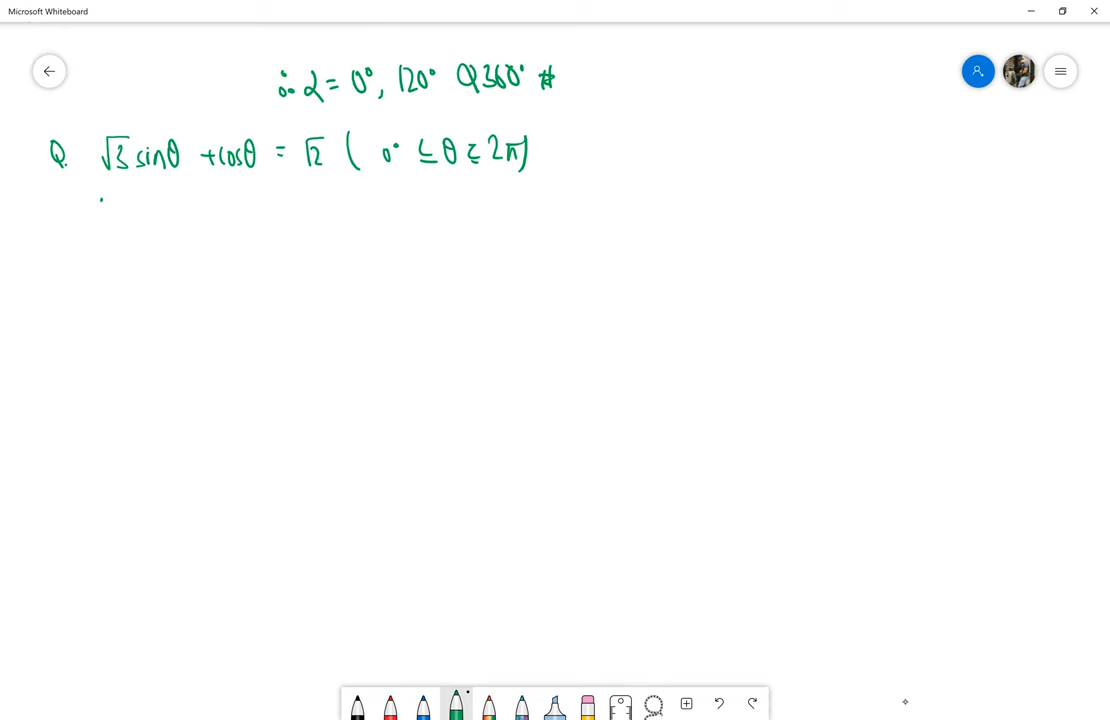 Microsoft Whiteboard
∴ α = 0°, 120° Q 360° #
Q. √3 sinθ + cosθ = √2 ( 0° ≤ θ ≤ 2π)